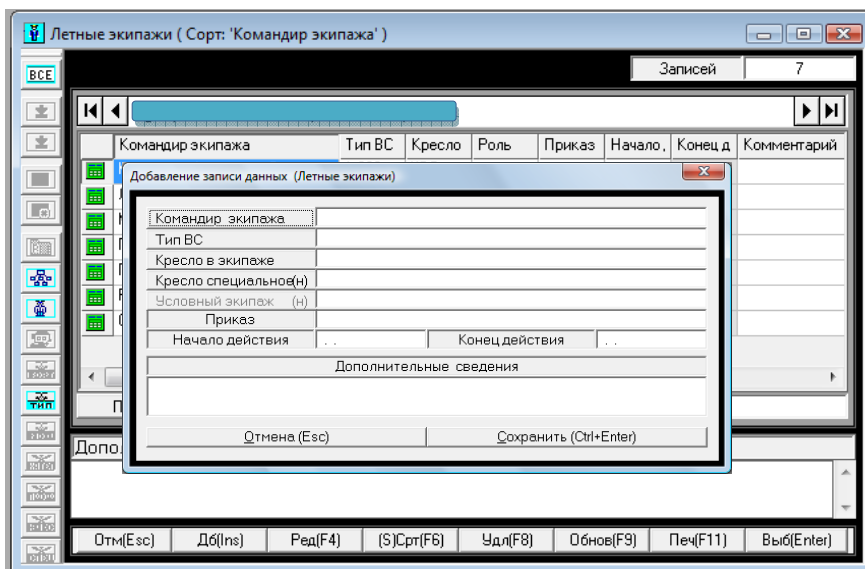 Летные экипажи ( Сорт: 'Командир экипажа' )
ВСЕ
Записей 7
Командир экипажа Тип ВС Кресло Роль Приказ Начало, Конец д Комментарий
Добавление записи данных (Летные экипажи)
Командир экипажа
Тип ВС
Кресло в экипаже
Кресло специальное(н)
Условный экипаж (н)
Приказ
Начало действия . . Конец действия . .
Дополнительные сведения
ТИП
Отмена (Esc) Сохранить (Ctrl+Enter)
Допо
Отм(Esc) Дб(Ins) Ред(F4) (S)Срт(F6) Удл(F8) Обнов(F9) Печ(F11) Выб(Enter)